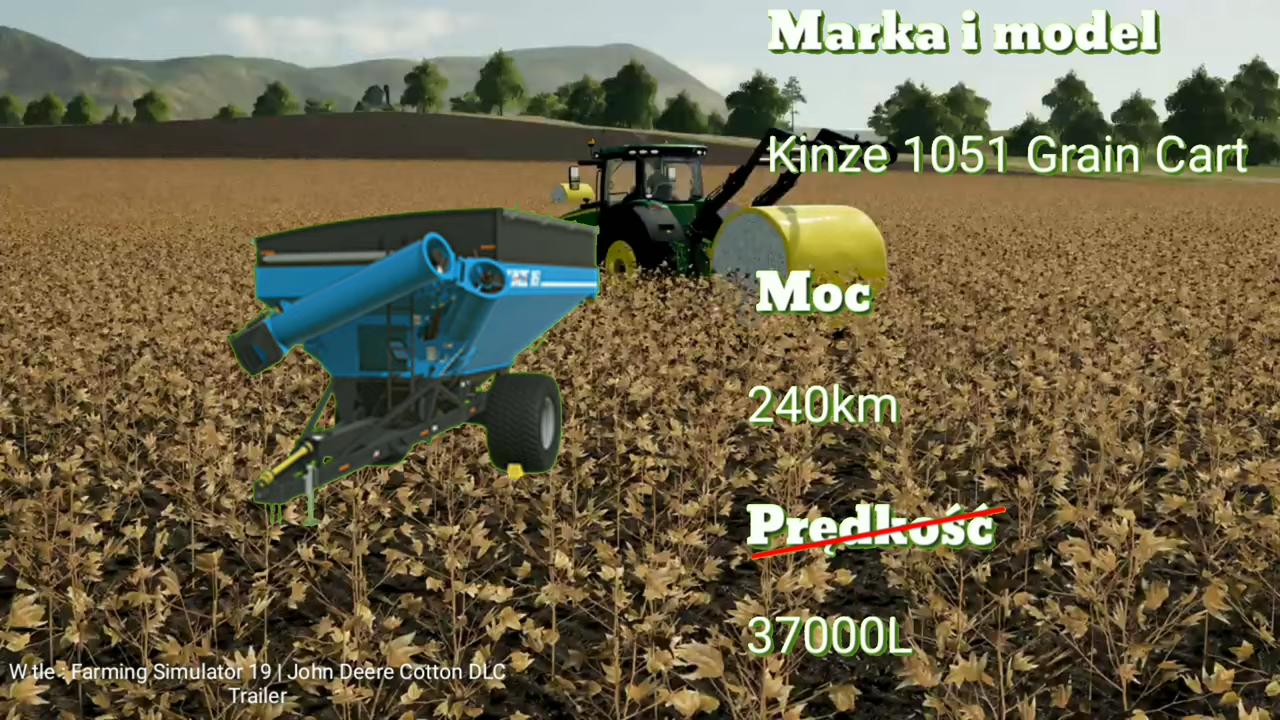 Marka i model
Kinze 1051 Grain Cart
Moc
240km
Prędkość
37000L
W tle : Farming Simulator 19 | John Deere Cotton DLC
Trailer